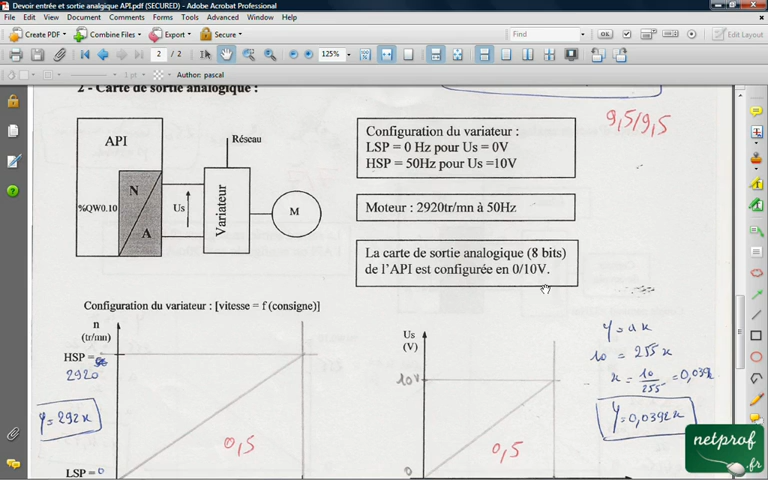 Devoir entrée et sortie analgique API.pdf (SECURED) - Adobe Acrobat Professional
File Edit View Document Comments Forms Tools Advanced Window Help
Create PDF Combine Files Export Secure Find Edit Layout
2 / 2 125%
1 pt Author: pascal
2 - Carte de sortie analogique :
9,5/9,5
API
Réseau
N
%QW0.10
Us
Variateur
M
A
Configuration du variateur :
LSP = 0 Hz pour Us = 0V
HSP = 50Hz pour Us =10V
Moteur : 2920tr/mn à 50Hz
La carte de sortie analogique (8 bits)
de l'API est configurée en 0/10V.
Configuration du variateur : [vitesse = f (consigne)]
n
(tr/mn)
HSP =
2920
y = 292x
0,5
LSP = 0
Us
(V)
10V
0,5
0
y = ax
10 = 255x
x = 10/255 = 0,0392
y = 0,0392x
netprof
.fr